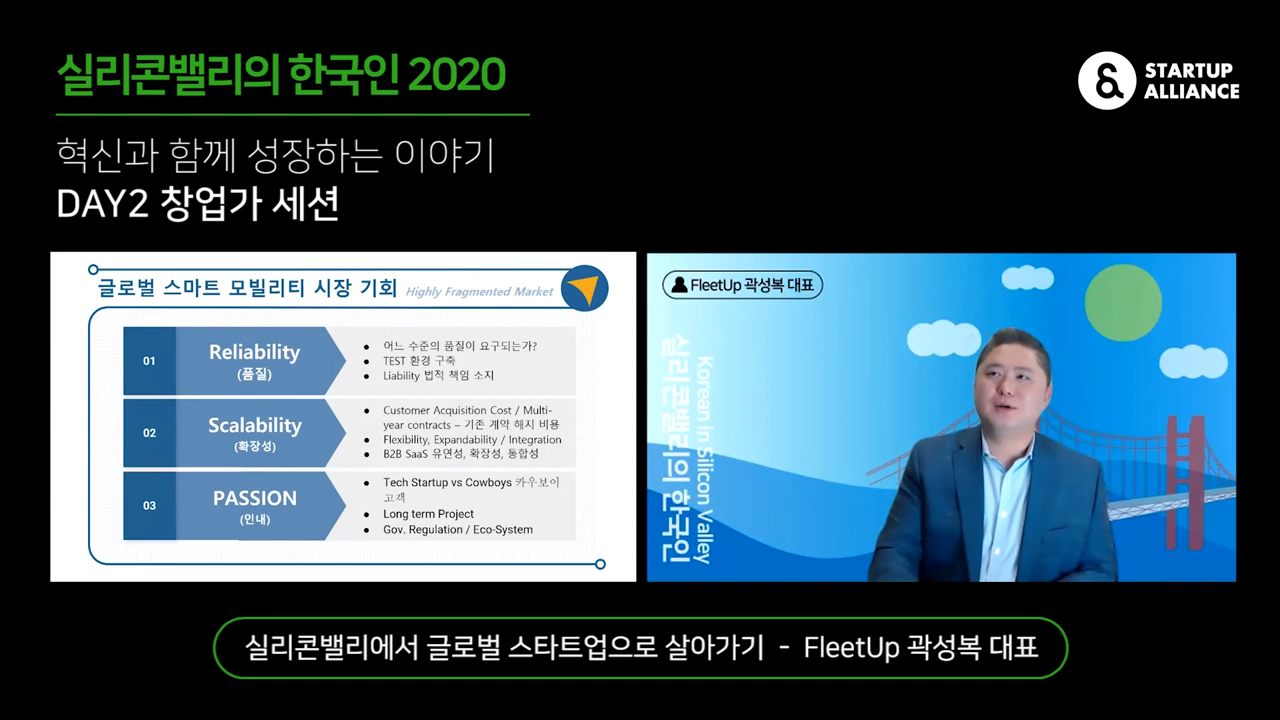 실리콘밸리의 한국인 2020
STARTUP
ALLIANCE
혁신과 함께 성장하는 이야기
DAY2 창업가 세션
글로벌 스마트 모빌리티 시장 기회 Highly Fragmented Market
01
Reliability
(품질)
어느 수준의 품질이 요구되는가?
TEST 환경 구축
Liability 법적 책임 소지
02
Scalability
(확장성)
Customer Acquisition Cost / Multi-
year contracts – 기존 계약 해지 비용
Flexibility, Expandability / Integration
B2B SaaS 유연성, 확장성, 통합성
03
PASSION
(인내)
Tech Startup vs Cowboys 카우보이
고객
Long term Project
Gov. Regulation / Eco-System
FleetUp 곽성복 대표
Korean in Silicon Valley
실리콘밸리의 한국인
실리콘밸리에서 글로벌 스타트업으로 살아가기 - FleetUp 곽성복 대표